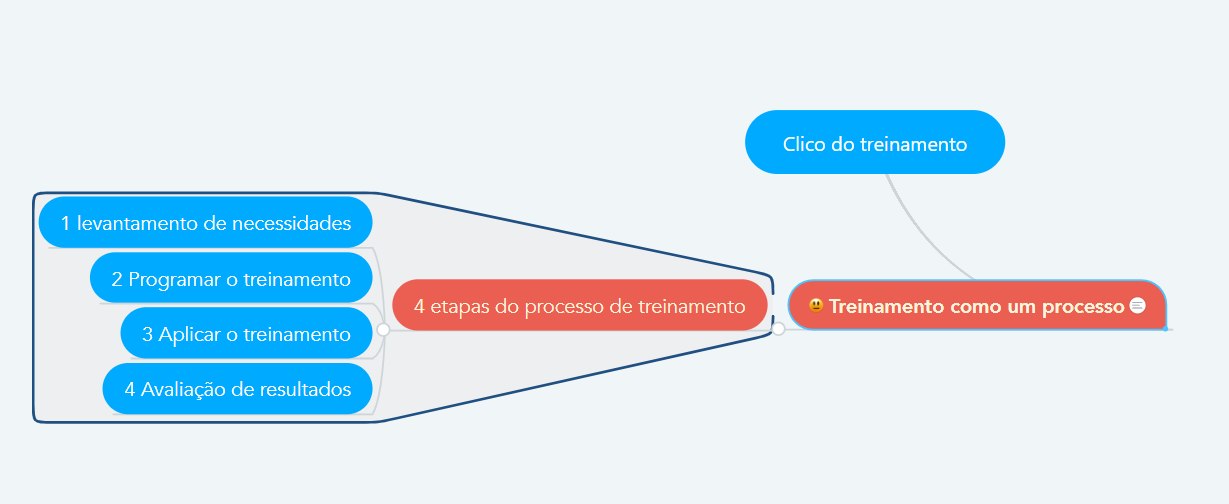 Clico do treinamento
1 levantamento de necessidades
2 Programar o treinamento
3 Aplicar o treinamento
4 Avaliação de resultados
4 etapas do processo de treinamento
😃 Treinamento como um processo